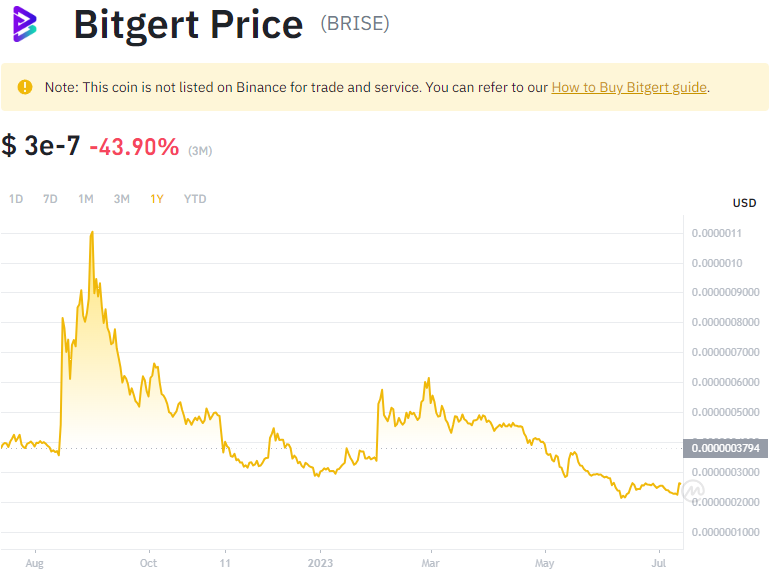 Bitgert Price (BRISE)
Note: This coin is not listed on Binance for trade and service. You can refer to our How to Buy Bitgert guide.
$ 3e-7 -43.90% (3M)
1D 7D 1M 3M 1Y YTD
USD
0.0000011
0.0000010
0.0000009000
0.0000008000
0.0000007000
0.0000006000
0.0000005000
0.0000003794
0.0000003000
0.0000002000
0.0000001000
Aug Oct 11 2023 Mar May Jul